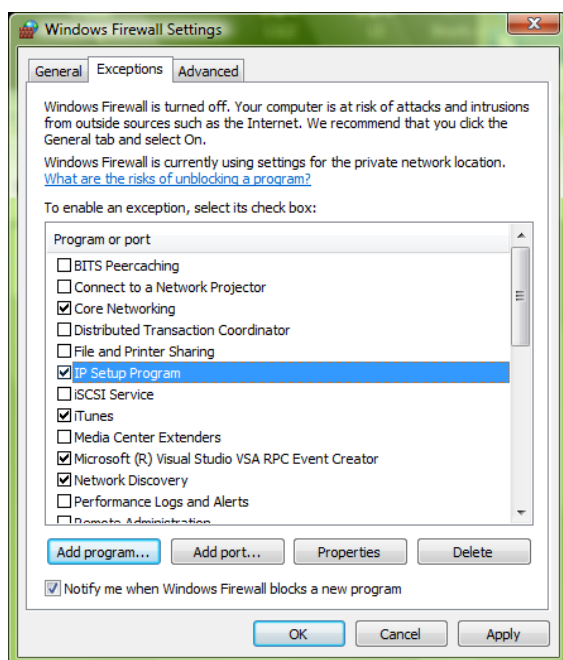 Windows Firewall Settings
General Exceptions Advanced
Windows Firewall is turned off. Your computer is at risk of attacks and intrusions
from outside sources such as the Internet. We recommend that you click the
General tab and select On.
Windows Firewall is currently using settings for the private network location.
What are the risks of unblocking a program?
To enable an exception, select its check box:
Program or port
BITS Peercaching
Connect to a Network Projector
Core Networking
Distributed Transaction Coordinator
File and Printer Sharing
IP Setup Program
iSCSI Service
iTunes
Media Center Extenders
Microsoft (R) Visual Studio VSA RPC Event Creator
Network Discovery
Performance Logs and Alerts
Remote Administration
Add program... Add port... Properties Delete
Notify me when Windows Firewall blocks a new program
OK Cancel Apply